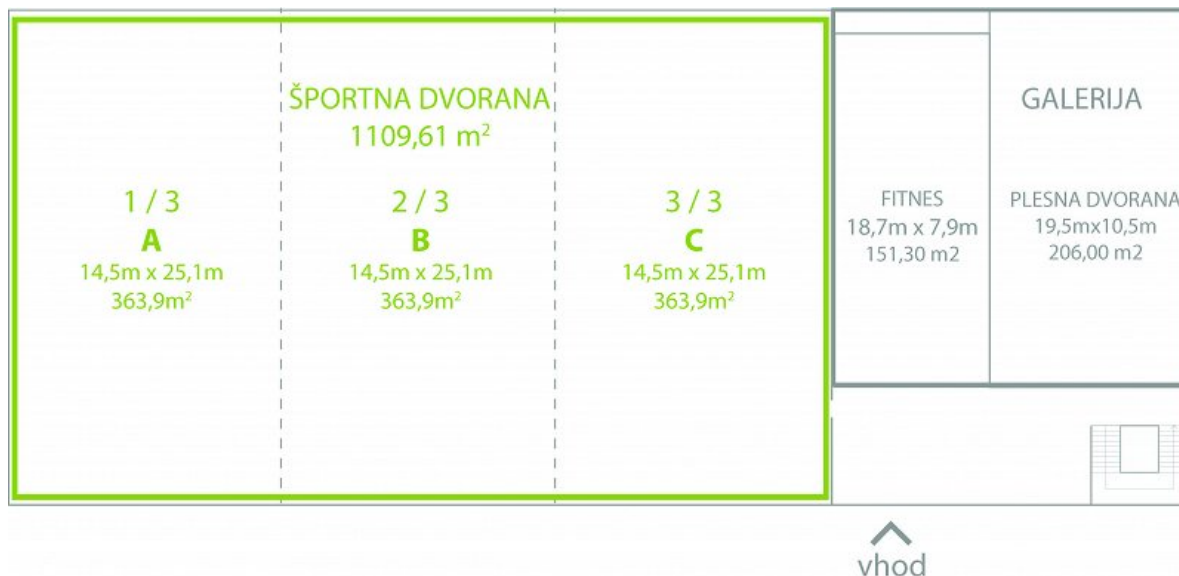 ŠPORTNA DVORANA
1109,61 m²
1 / 3
A
14,5m x 25,1m
363,9m²
2 / 3
B
14,5m x 25,1m
363,9m²
3 / 3
C
14,5m x 25,1m
363,9m²
FITNES
18,7m x 7,9m
151,30 m2
GALERIJA
PLESNA DVORANA
19,5mx10,5m
206,00 m2
vhod